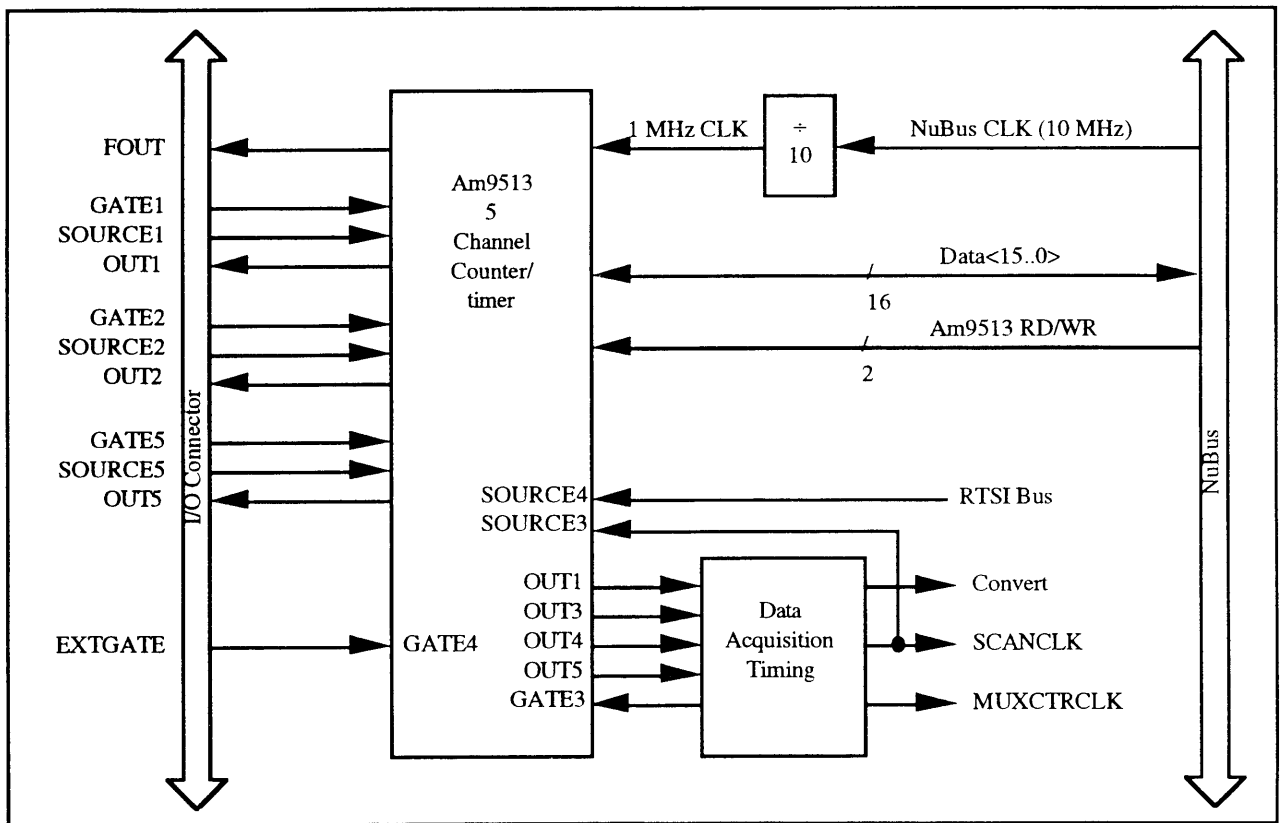 FOUT
GATE1
SOURCE1
OUT1
GATE2
SOURCE2
OUT2
GATE5
SOURCE5
OUT5
EXTGATE
I/O Connector
Am9513
5
Channel
Counter/
timer
GATE4
SOURCE4
SOURCE3
OUT1
OUT3
OUT4
OUT5
GATE3
1 MHz CLK
÷
10
NuBus CLK (10 MHz)
Data<15..0>
/
16
Am9513 RD/WR
/
2
RTSI Bus
Data
Acquisition
Timing
Convert
SCANCLK
MUXCTRCLK
NuBus